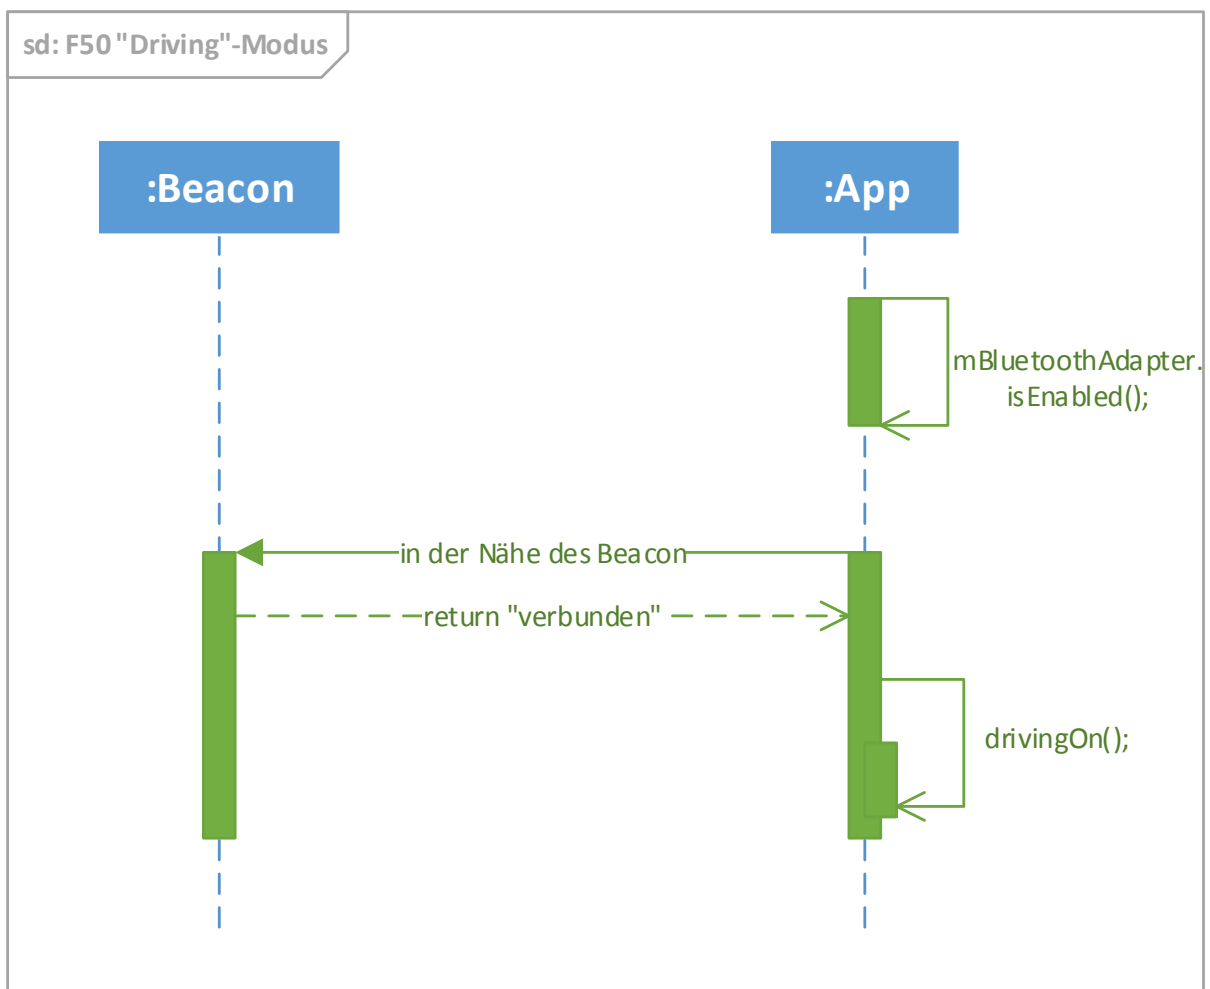 sd: F50 "Driving"-Modus
:Beacon
:App
mBluetoothAdapter.
isEnabled();
in der Nähe des Beacon
return "verbunden"
drivingOn();